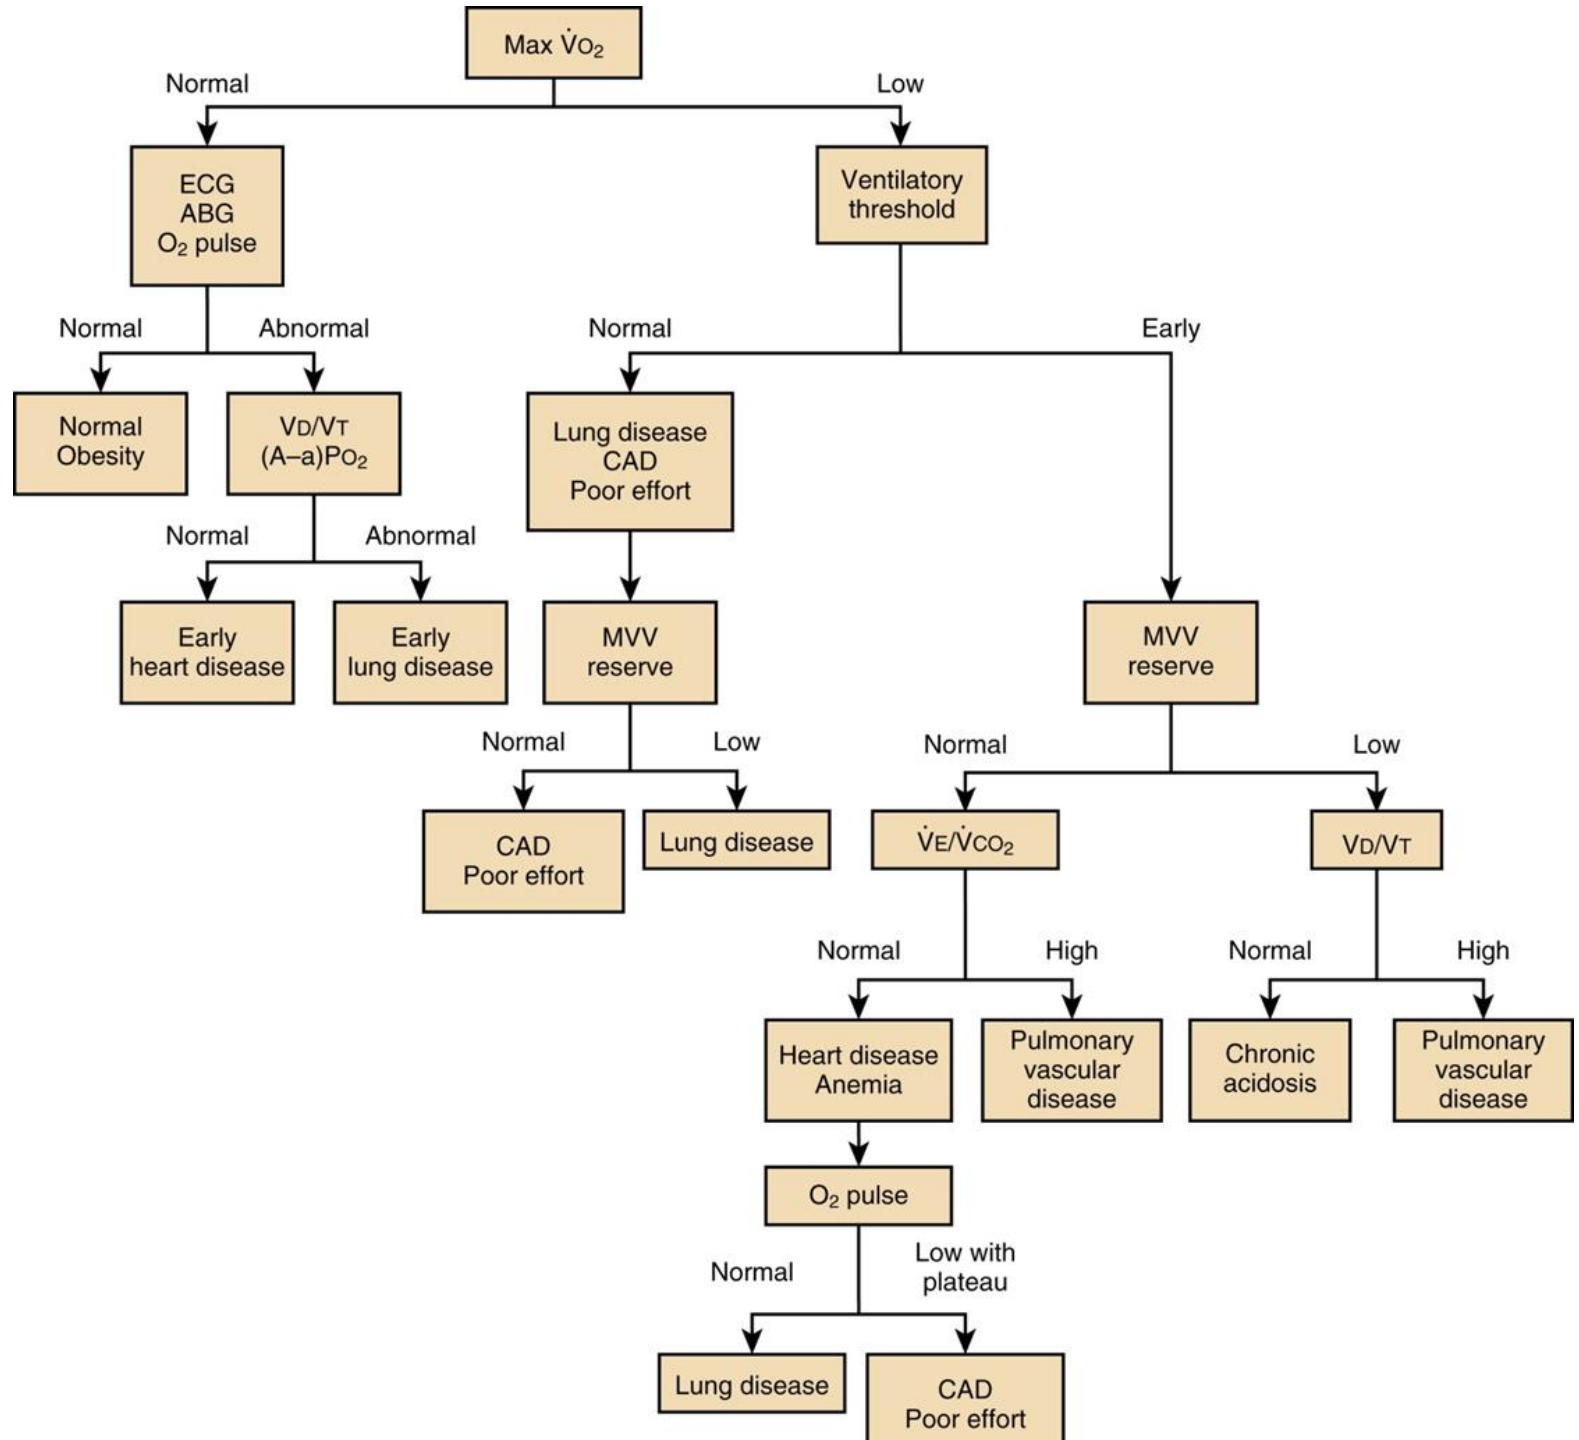 Max V̇O₂
Normal
Low
ECG
ABG
O₂ pulse
Ventilatory
threshold
Normal
Abnormal
Normal
Early
Normal
Obesity
VD/VT
(A–a)PO₂
Lung disease
CAD
Poor effort
Normal
Abnormal
Early
heart disease
Early
lung disease
MVV
reserve
MVV
reserve
Normal
Low
Normal
Low
CAD
Poor effort
Lung disease
V̇E/V̇CO₂
VD/VT
Normal
High
Normal
High
Heart disease
Anemia
Pulmonary
vascular
disease
Chronic
acidosis
Pulmonary
vascular
disease
O₂ pulse
Normal
Low with
plateau
Lung disease
CAD
Poor effort